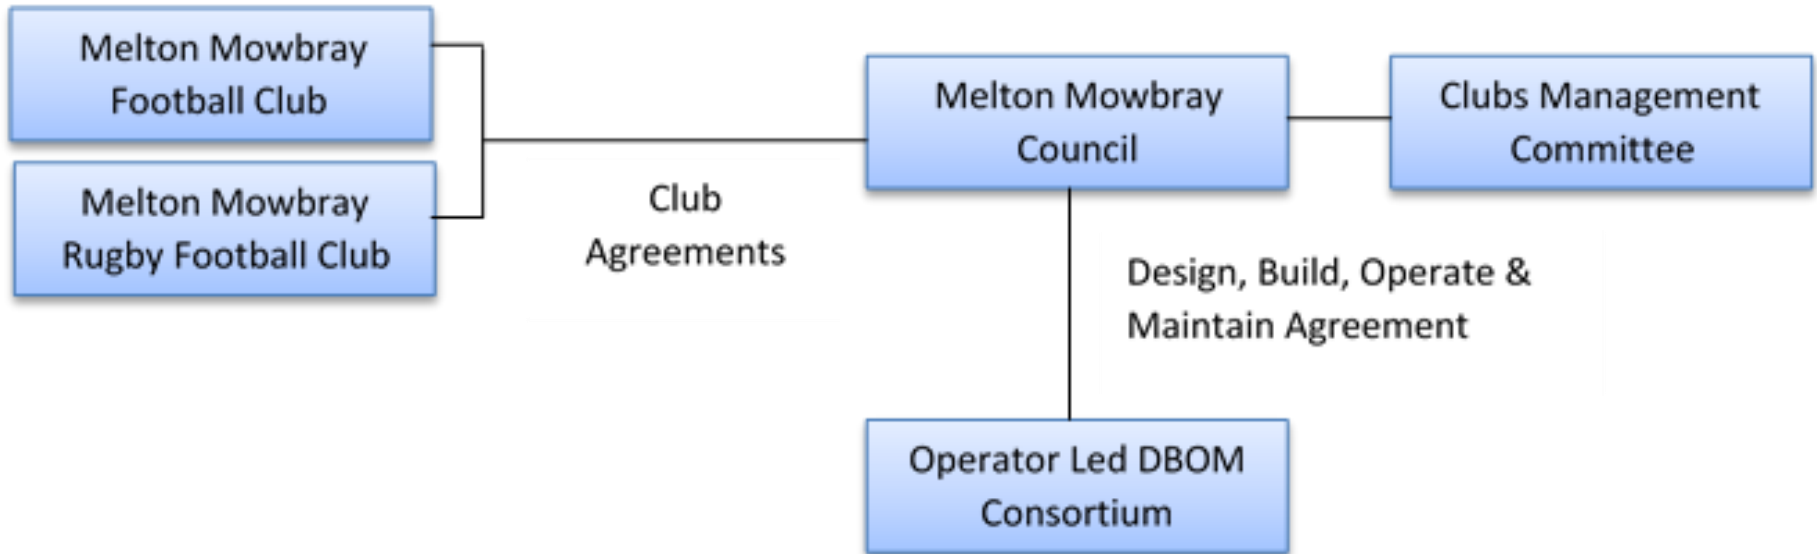 Melton Mowbray
Football Club
Melton Mowbray
Rugby Football Club
Club
Agreements
Melton Mowbray
Council
Clubs Management
Committee
Design, Build, Operate &
Maintain Agreement
Operator Led DBOM
Consortium